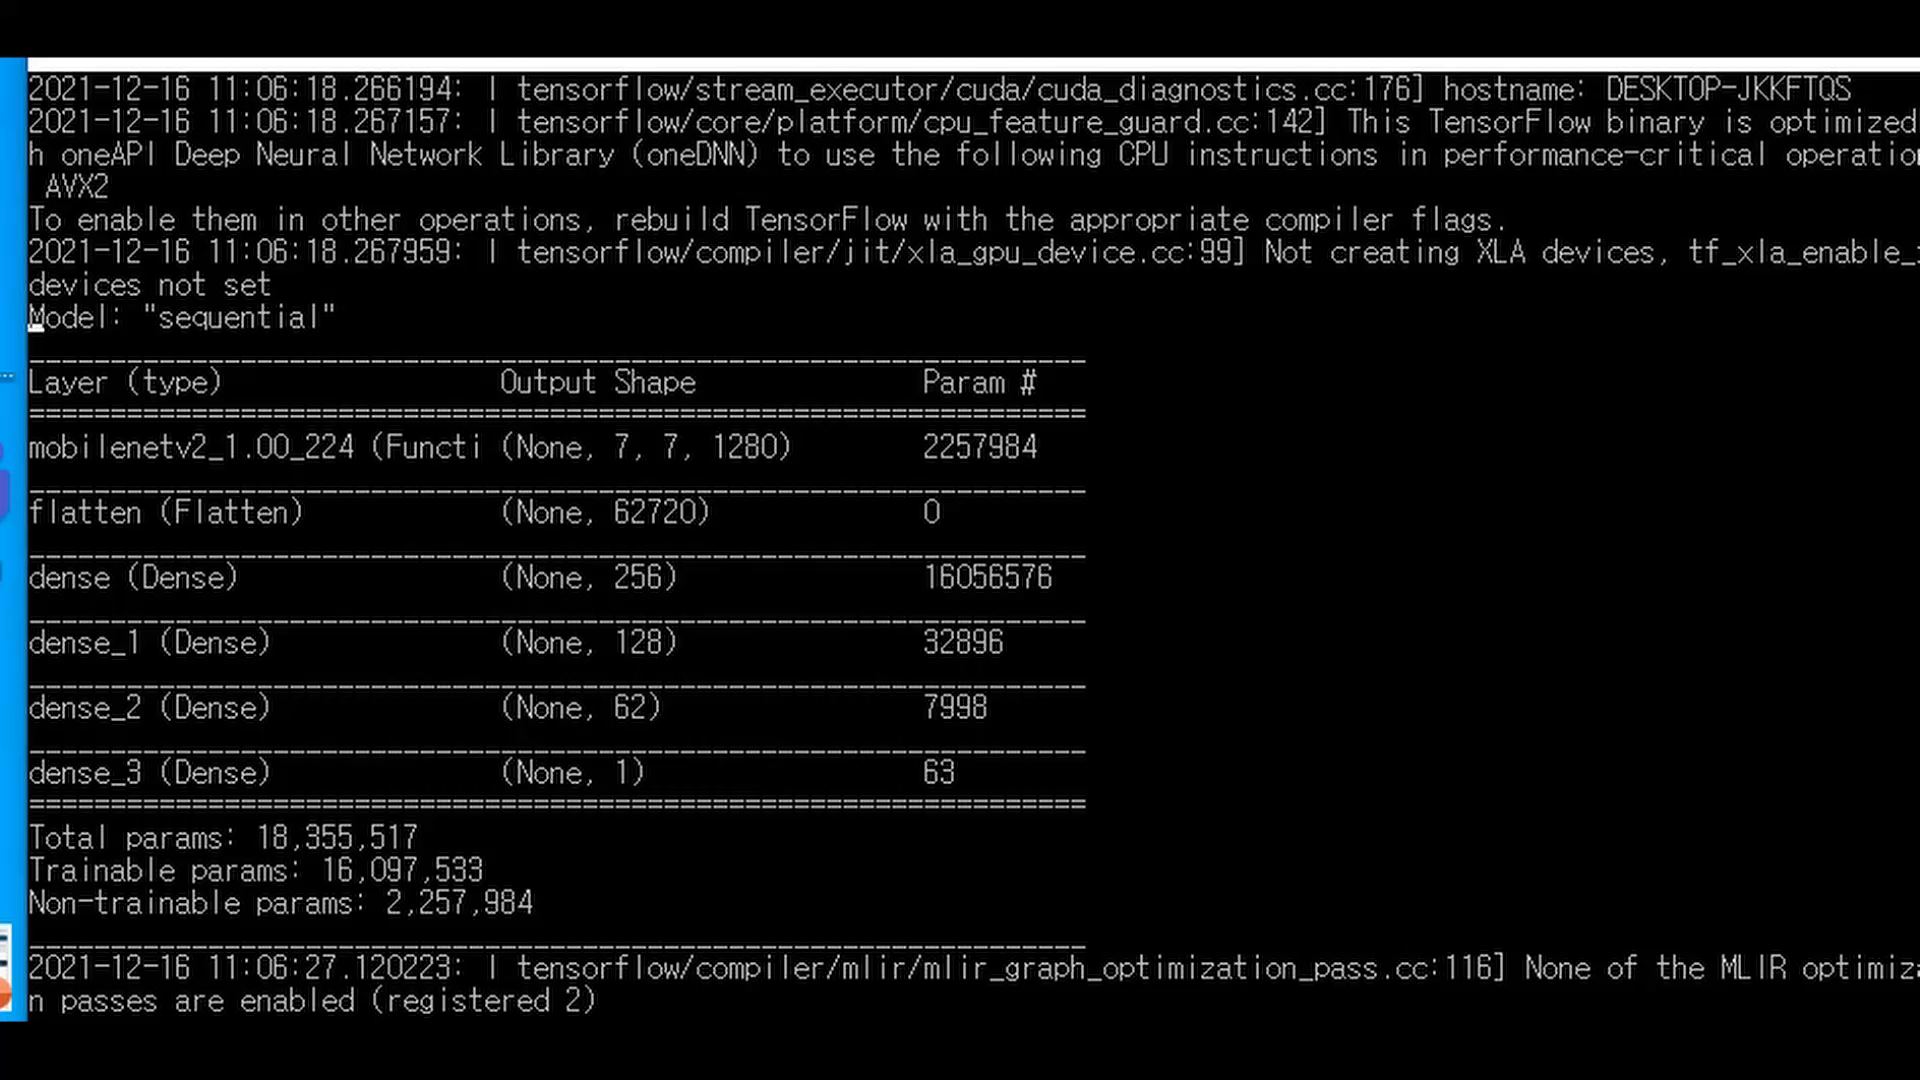 2021-12-16 11:06:18.266194: I tensorflow/stream_executor/cuda/cuda_diagnostics.cc:176] hostname: DESKTOP-JKKFTQS
2021-12-16 11:06:18.267157: I tensorflow/core/platform/cpu_feature_guard.cc:142] This TensorFlow binary is optimized
h oneAPI Deep Neural Network Library (oneDNN) to use the following CPU instructions in performance-critical operatio
AVX2
To enable them in other operations, rebuild TensorFlow with the appropriate compiler flags.
2021-12-16 11:06:18.267959: I tensorflow/compiler/jit/xla_gpu_device.cc:99] Not creating XLA devices, tf_xla_enable_
devices not set
Model: "sequential"
Layer (type) Output Shape Param #
mobilenetv2_1.00_224 (Functi (None, 7, 7, 1280) 2257984
flatten (Flatten) (None, 62720) 0
dense (Dense) (None, 256) 16056576
dense_1 (Dense) (None, 128) 32896
dense_2 (Dense) (None, 62) 7998
dense_3 (Dense) (None, 1) 63
Total params: 18,355,517
Trainable params: 16,097,533
Non-trainable params: 2,257,984
2021-12-16 11:06:27.120223: I tensorflow/compiler/mlir/mlir_graph_optimization_pass.cc:116] None of the MLIR optimiz
n passes are enabled (registered 2)